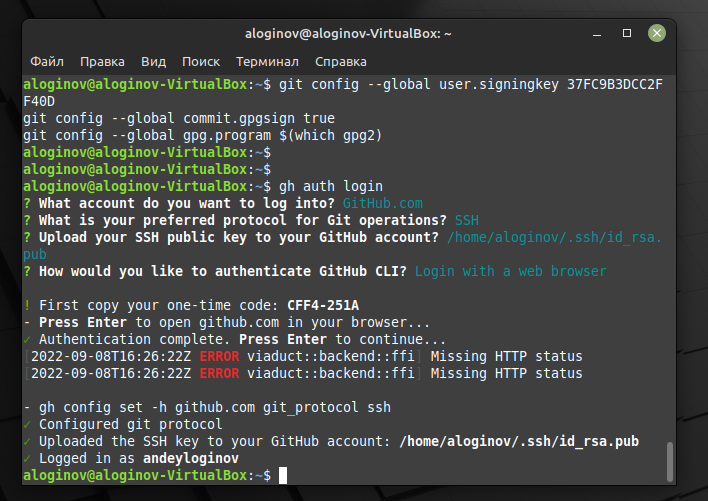 aloginov@aloginov-VirtualBox: ~
Файл Правка Вид Поиск Терминал Справка
aloginov@aloginov-VirtualBox:~$ git config --global user.signingkey 37FC9B3DCC2F
F40D
git config --global commit.gpgsign true
git config --global gpg.program $(which gpg2)
aloginov@aloginov-VirtualBox:~$
aloginov@aloginov-VirtualBox:~$
aloginov@aloginov-VirtualBox:~$ gh auth login
? What account do you want to log into? GitHub.com
? What is your preferred protocol for Git operations? SSH
? Upload your SSH public key to your GitHub account? /home/aloginov/.ssh/id_rsa.
pub
? How would you like to authenticate GitHub CLI? Login with a web browser
! First copy your one-time code: CFF4-251A
- Press Enter to open github.com in your browser...
✓ Authentication complete. Press Enter to continue...
[2022-09-08T16:26:22Z ERROR viaduct::backend::ffi] Missing HTTP status
[2022-09-08T16:26:22Z ERROR viaduct::backend::ffi] Missing HTTP status
- gh config set -h github.com git_protocol ssh
✓ Configured git protocol
✓ Uploaded the SSH key to your GitHub account: /home/aloginov/.ssh/id_rsa.pub
✓ Logged in as andeyloginov
aloginov@aloginov-VirtualBox:~$